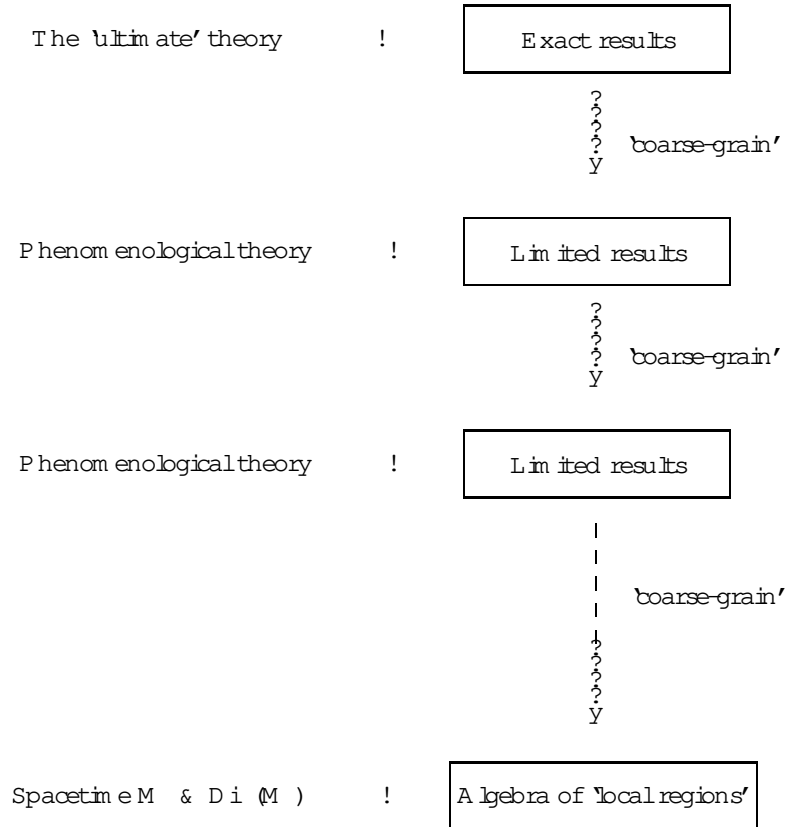 The 'ultimate' theory ! Exact results
?
?
?
? 'coarse-grain'
y
Phenomenological theory ! Limited results
?
?
?
? 'coarse-grain'
y
Phenomenological theory ! Limited results
'coarse-grain'
?
?
?
?
y
Spacetime M & Di (M ) ! Algebra of 'local regions'